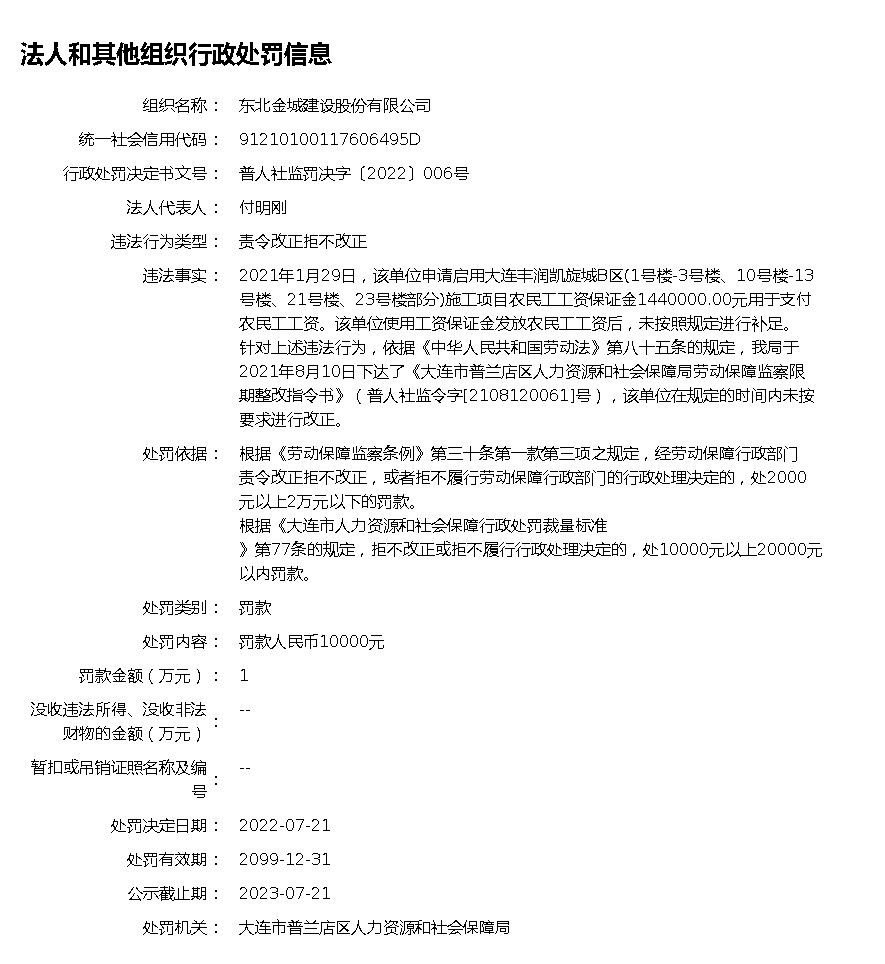 法人和其他组织行政处罚信息
组织名称： 东北金城建设股份有限公司
统一社会信用代码： 91210100117606495D
行政处罚决定书文号： 普人社监罚决字〔2022〕006号
法人代表人： 付明刚
违法行为类型： 责令改正拒不改正
违法事实： 2021年1月29日，该单位申请启用大连丰润凯旋城B区(1号楼-3号楼、10号楼-13
号楼、21号楼、23号楼部分)施工项目农民工工资保证金1440000.00元用于支付
农民工工资。该单位使用工资保证金发放农民工工资后，未按照规定进行补足。
针对上述违法行为，依据《中华人民共和国劳动法》第八十五条的规定，我局于
2021年8月10日下达了《大连市普兰店区人力资源和社会保障局劳动保障监察限
期整改指令书》（普人社监令字[2108120061]号），该单位在规定的时间内未按
要求进行改正。
处罚依据： 根据《劳动保障监察条例》第三十条第一款第三项之规定，经劳动保障行政部门
责令改正拒不改正，或者拒不履行劳动保障行政部门的行政处理决定的，处2000
元以上2万元以下的罚款。
根据《大连市人力资源和社会保障行政处罚裁量标准
》第77条的规定，拒不改正或拒不履行行政处理决定的，处10000元以上20000元
以内罚款。
处罚类别： 罚款
处罚内容： 罚款人民币10000元
罚款金额（万元）： 1
没收违法所得、没收非法
财物的金额（万元）： --
暂扣或吊销证照名称及编
号： --
处罚决定日期： 2022-07-21
处罚有效期： 2099-12-31
公示截止期： 2023-07-21
处罚机关： 大连市普兰店区人力资源和社会保障局